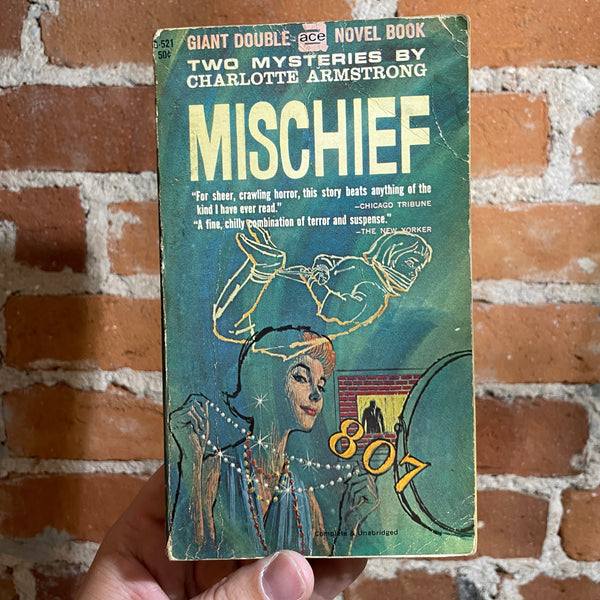 D-521
50¢
GIANT DOUBLE ace NOVEL BOOK
TWO MYSTERIES BY
CHARLOTTE ARMSTRONG
MISCHIEF
"For sheer, crawling horror, this story beats anything of the
kind I have ever read."
—CHICAGO TRIBUNE
"A fine, chilly combination of terror and suspense."
—THE NEW YORKER
807
Complete & Unabridged